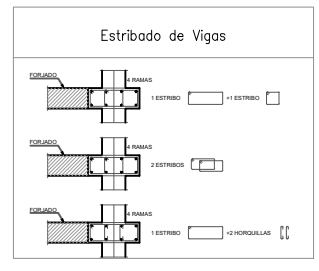 Estribado de Vigas
FORJADO
4 RAMAS
1 ESTRIBO +1 ESTRIBO
FORJADO
4 RAMAS
2 ESTRIBOS
FORJADO
4 RAMAS
1 ESTRIBO +2 HORQUILLAS